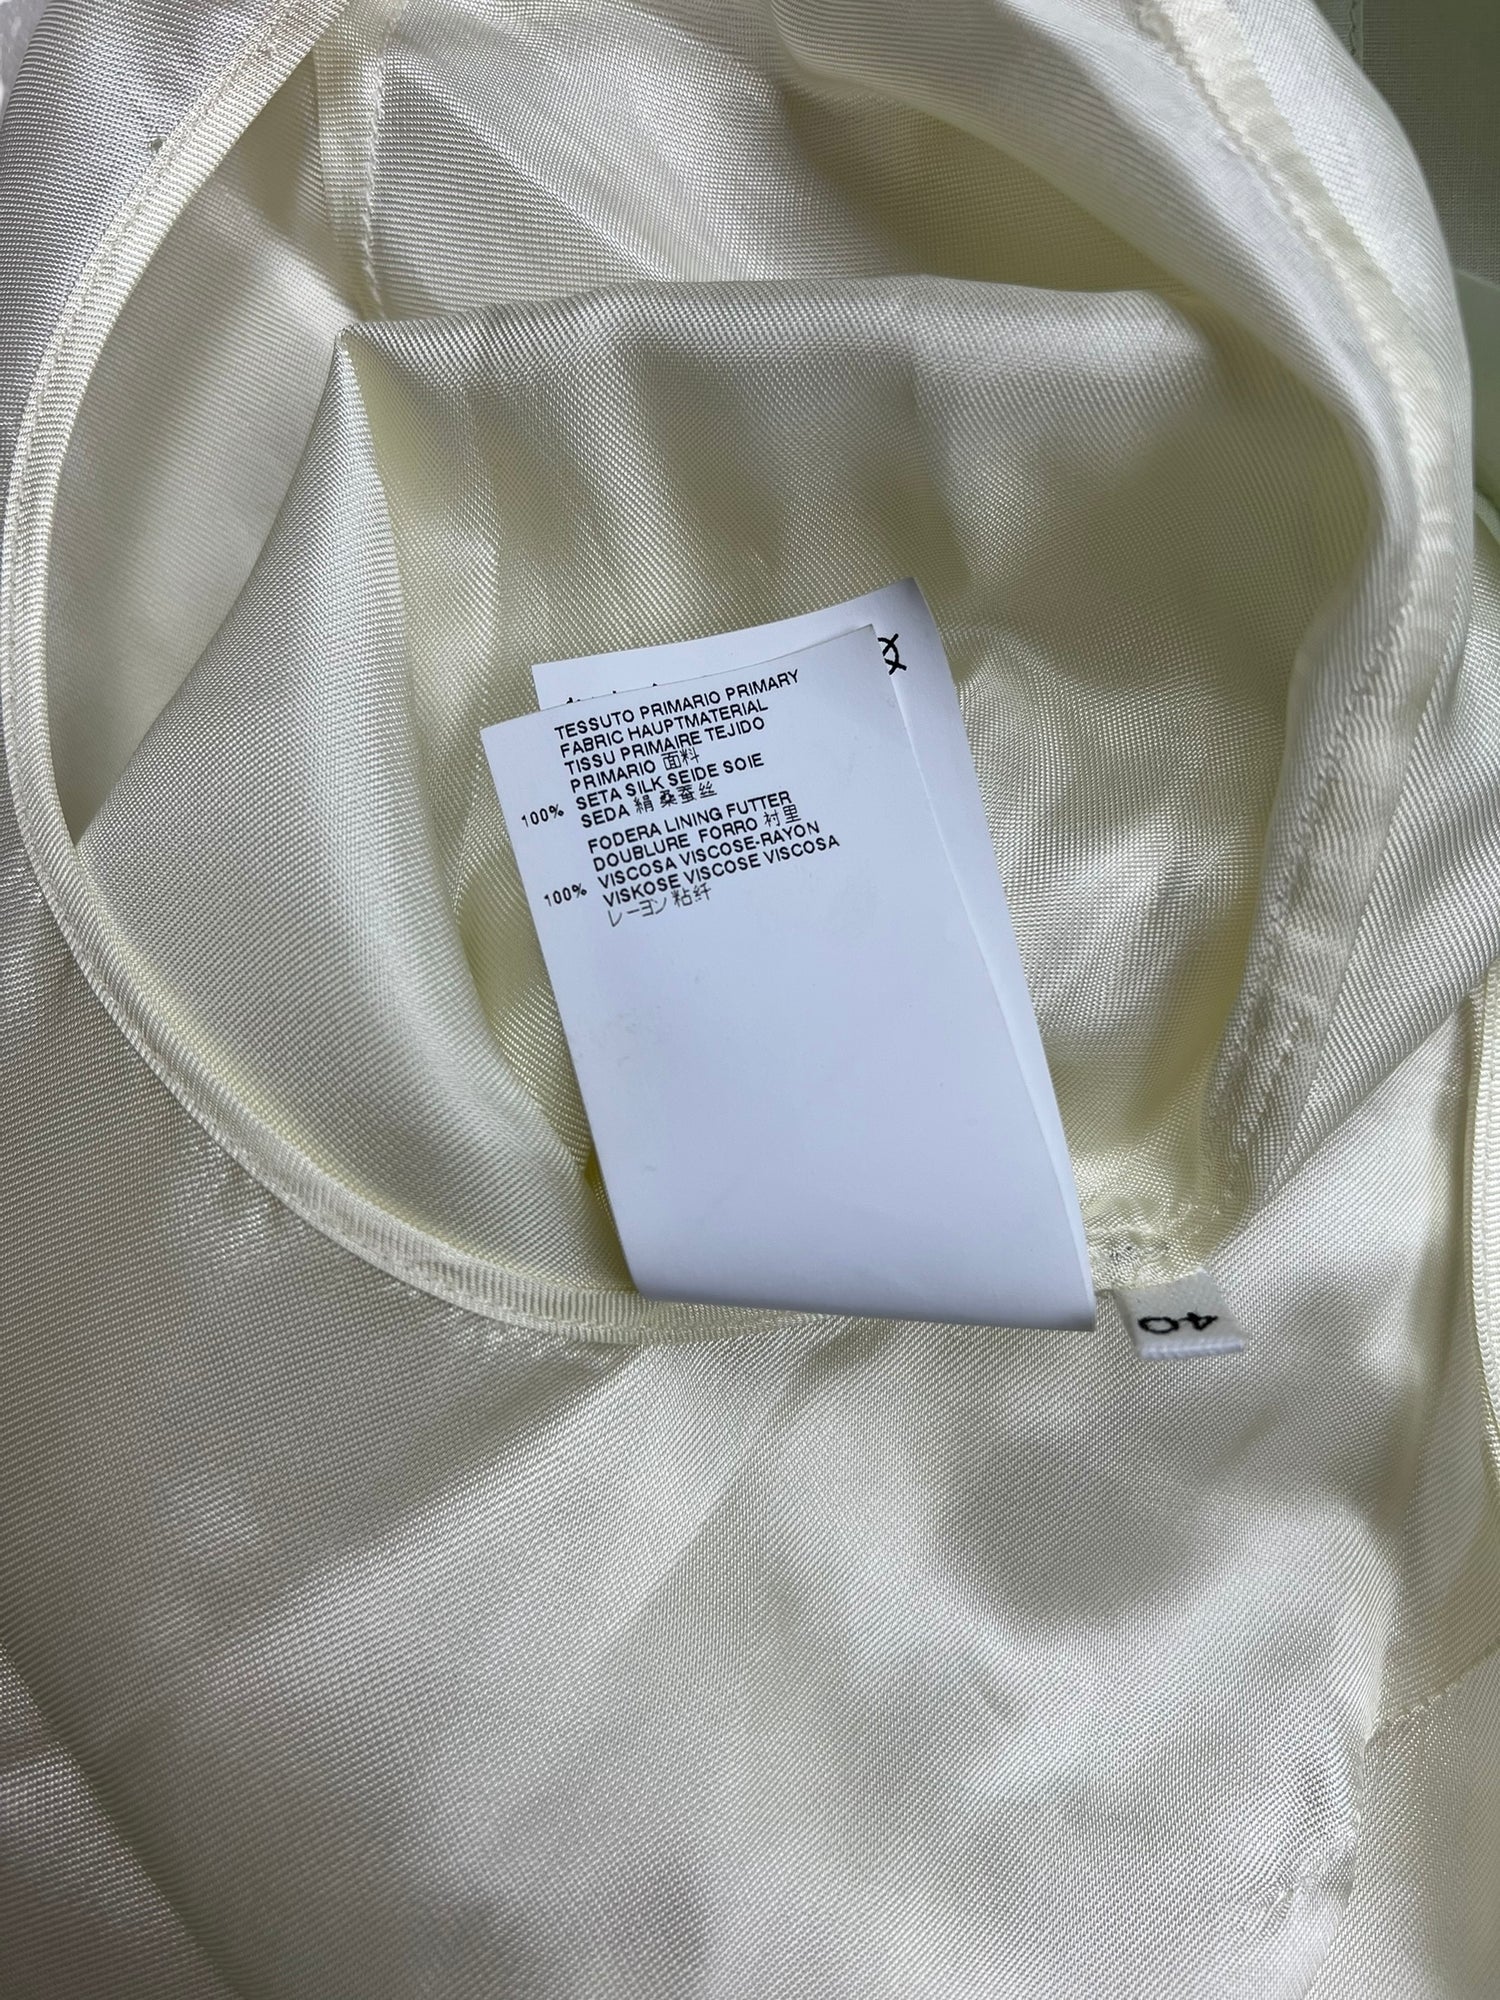 TESSUTO PRIMARIO PRIMARY
FABRIC HAUPTMATERIAL
TISSU PRIMAIRE TEJIDO
PRIMARIO 面料
SETA SILK SEIDE SOIE
100% SEDA 絹 桑蚕丝
FODERA LINING FUTTER
DOUBLURE FORRO 衬里
VISCOSA VISCOSE-RAYON
100% VISKOSE VISCOSE VISCOSA
レーヨン 粘纤
40